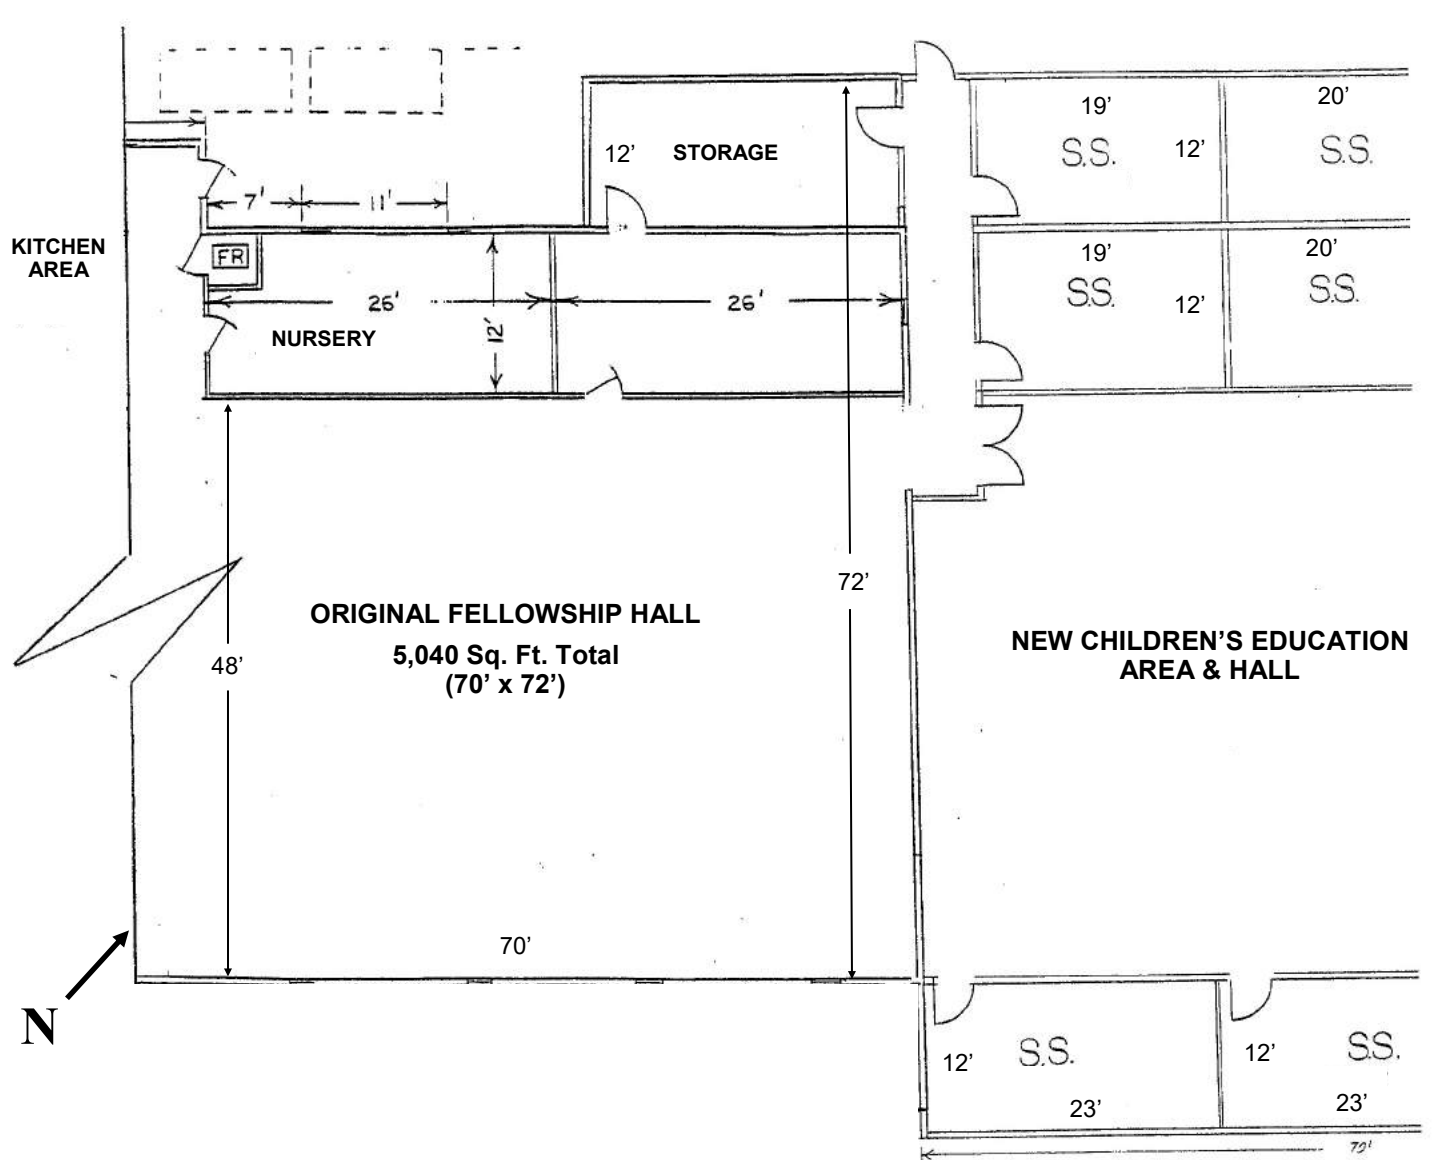 19’
20’
12’
STORAGE
S.S.
12’
S.S.
7'
11'
KITCHEN
AREA
FR
19’
20’
26'
26'
S.S.
12’
S.S.
NURSERY
12'
72’
ORIGINAL FELLOWSHIP HALL
5,040 Sq. Ft. Total
(70’ x 72’)
48’
NEW CHILDREN’S EDUCATION
AREA & HALL
70’
N
12’
S.S.
12’
S.S.
23’
23’
70'